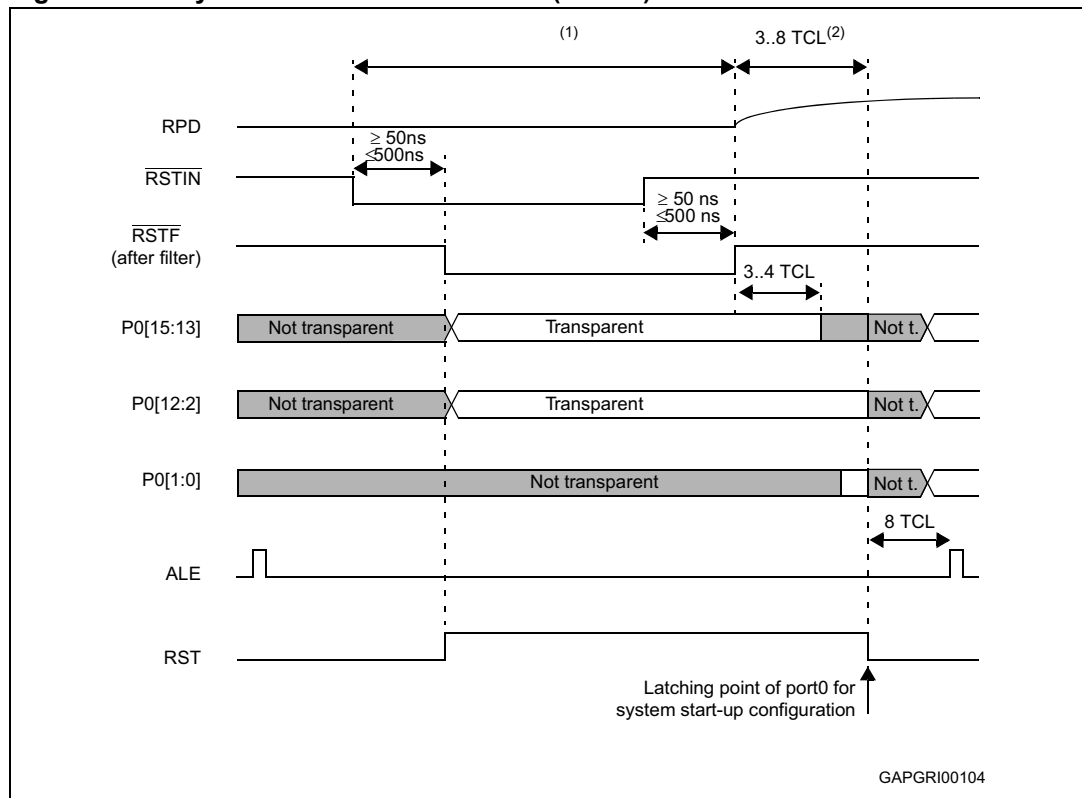 (1)
3..8 TCL(2)
RPD
≥ 50ns
≤500ns
RSTIN
≥ 50 ns
≤500 ns
RSTF
(after filter)
3..4 TCL
P0[15:13]
Not transparent
Transparent
Not t.
P0[12:2]
Not transparent
Transparent
Not t.
P0[1:0]
Not transparent
Not t.
8 TCL
ALE
RST
Latching point of port0 for
system start-up configuration
GAPGRI00104